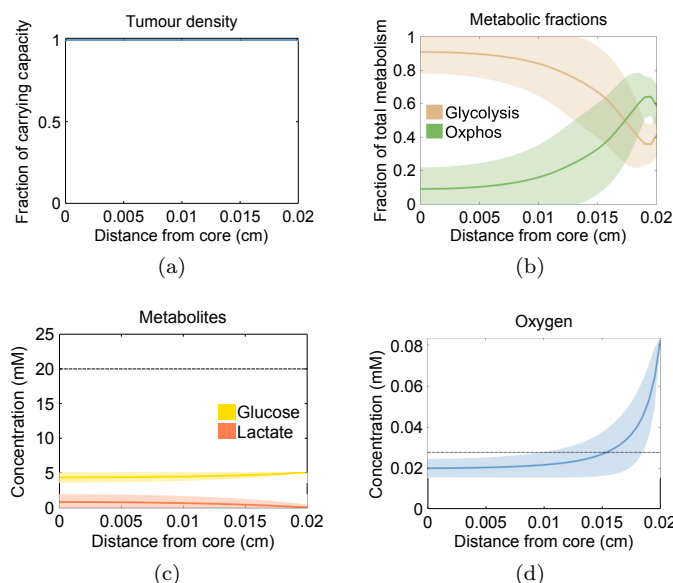 Tumour density
Fraction of carrying capacity
1
0.5
0
0 0.005 0.01 0.015 0.02
Distance from core (cm)
(a)
Metabolic fractions
Fraction of total metabolism
1
0.8
0.6
0.4
0.2
0
Glycolysis
Oxphos
0 0.005 0.01 0.015 0.02
Distance from core (cm)
(b)
Metabolites
Concentration (mM)
25
20
15
10
5
0
Glucose
Lactate
0 0.005 0.01 0.015 0.02
Distance from core (cm)
(c)
Oxygen
Concentration (mM)
0.08
0.06
0.04
0.02
0
0 0.005 0.01 0.015 0.02
Distance from core (cm)
(d)